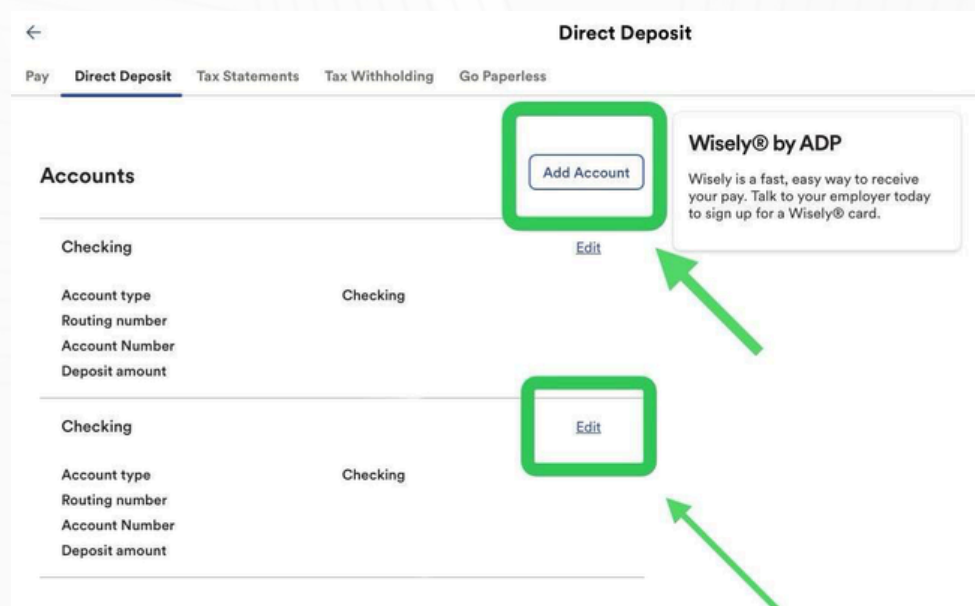 ←
Direct Deposit
Pay Direct Deposit Tax Statements Tax Withholding Go Paperless
Accounts
Add Account
Wisely® by ADP
Wisely is a fast, easy way to receive
your pay. Talk to your employer today
to sign up for a Wisely® card.
Checking Edit
Account type Checking
Routing number
Account Number
Deposit amount
Checking Edit
Account type Checking
Routing number
Account Number
Deposit amount